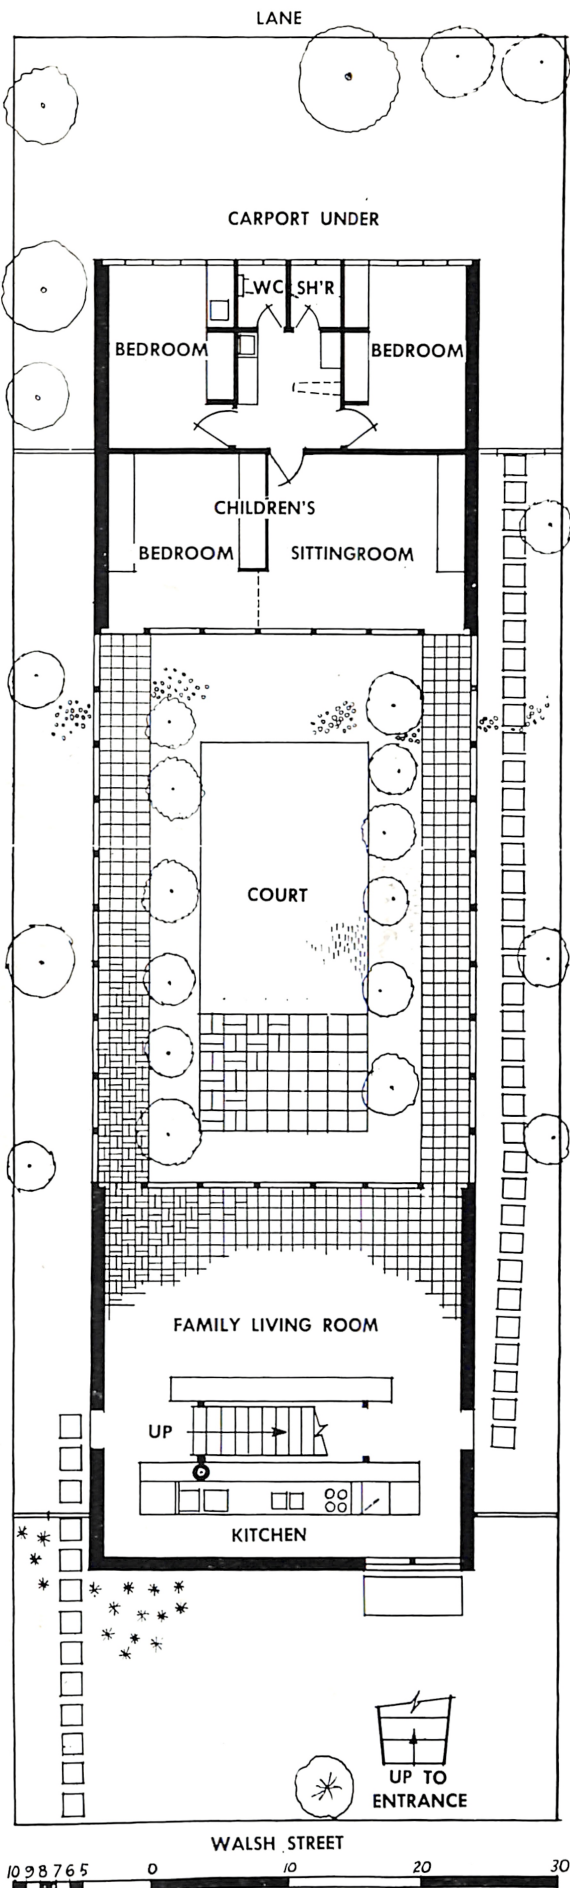 LANE
CARPORT UNDER
WC SH'R
BEDROOM BEDROOM
CHILDREN'S
BEDROOM SITTINGROOM
COURT
FAMILY LIVING ROOM
UP
KITCHEN
UP TO
ENTRANCE
WALSH STREET
10 9 8 7 6 5 0 10 20 30